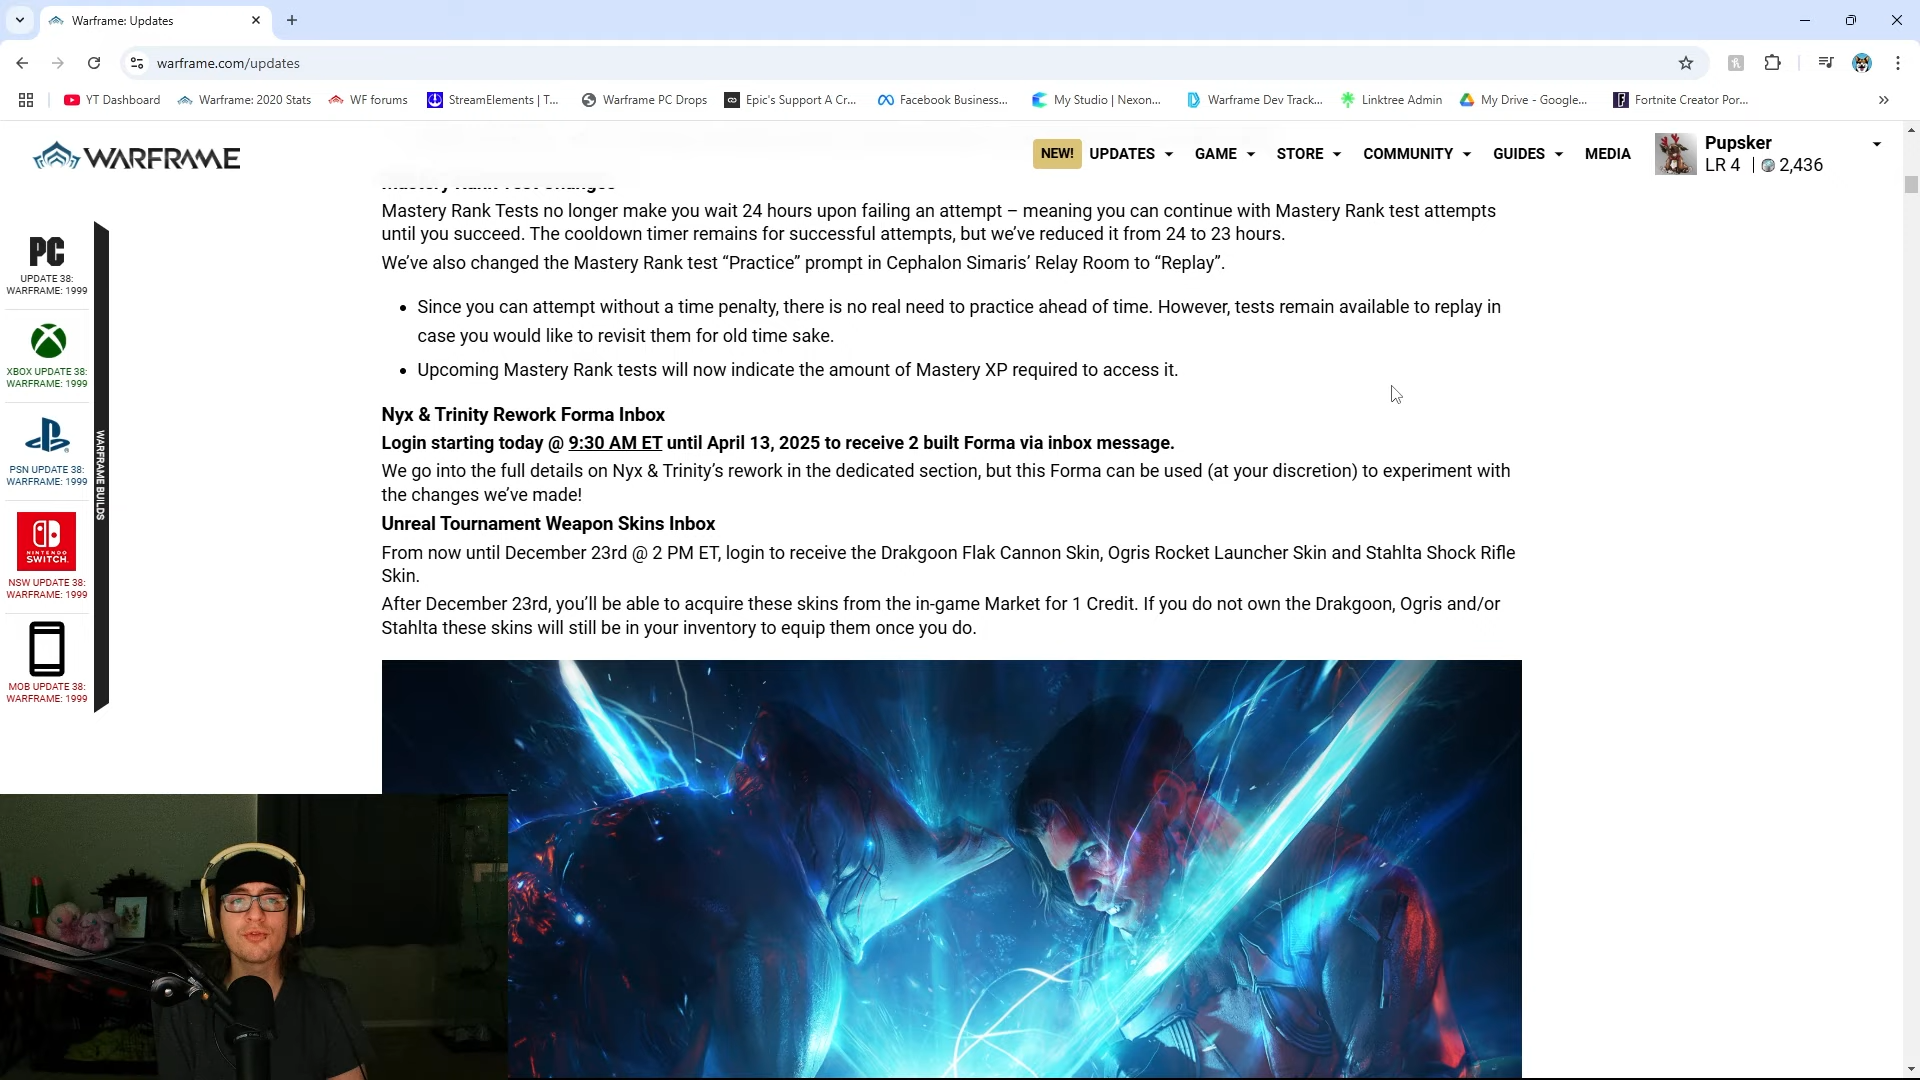 Warframe: Updates
warframe.com/updates
YT Dashboard
Warframe: 2020 Stats
WF forums
StreamElements | T...
Warframe PC Drops
Epic's Support A Cr...
Facebook Business...
My Studio | Nexon...
Warframe Dev Track...
Linktree Admin
My Drive - Google...
Fortnite Creator Por...
WARFRAME
NEW!
UPDATES
GAME
STORE
COMMUNITY
GUIDES
MEDIA
Pupsker
LR 4 | 2,436
Mastery Rank Test Changes
Mastery Rank Tests no longer make you wait 24 hours upon failing an attempt – meaning you can continue with Mastery Rank test attempts
until you succeed. The cooldown timer remains for successful attempts, but we've reduced it from 24 to 23 hours.
We've also changed the Mastery Rank test “Practice” prompt in Cephalon Simaris' Relay Room to “Replay”.
• Since you can attempt without a time penalty, there is no real need to practice ahead of time. However, tests remain available to replay in
case you would like to revisit them for old time sake.
• Upcoming Mastery Rank tests will now indicate the amount of Mastery XP required to access it.
Nyx & Trinity Rework Forma Inbox
Login starting today @ 9:30 AM ET until April 13, 2025 to receive 2 built Forma via inbox message.
We go into the full details on Nyx & Trinity's rework in the dedicated section, but this Forma can be used (at your discretion) to experiment with
the changes we've made!
Unreal Tournament Weapon Skins Inbox
From now until December 23rd @ 2 PM ET, login to receive the Drakgoon Flak Cannon Skin, Ogris Rocket Launcher Skin and Stahlta Shock Rifle
Skin.
After December 23rd, you'll be able to acquire these skins from the in-game Market for 1 Credit. If you do not own the Drakgoon, Ogris and/or
Stahlta these skins will still be in your inventory to equip them once you do.
PC
UPDATE 38:
WARFRAME: 1999
XBOX UPDATE 38:
WARFRAME: 1999
PSN UPDATE 38:
WARFRAME: 1999
NINTENDO
SWITCH
NSW UPDATE 38:
WARFRAME: 1999
MOB UPDATE 38:
WARFRAME: 1999
WARFRAME BUILDS